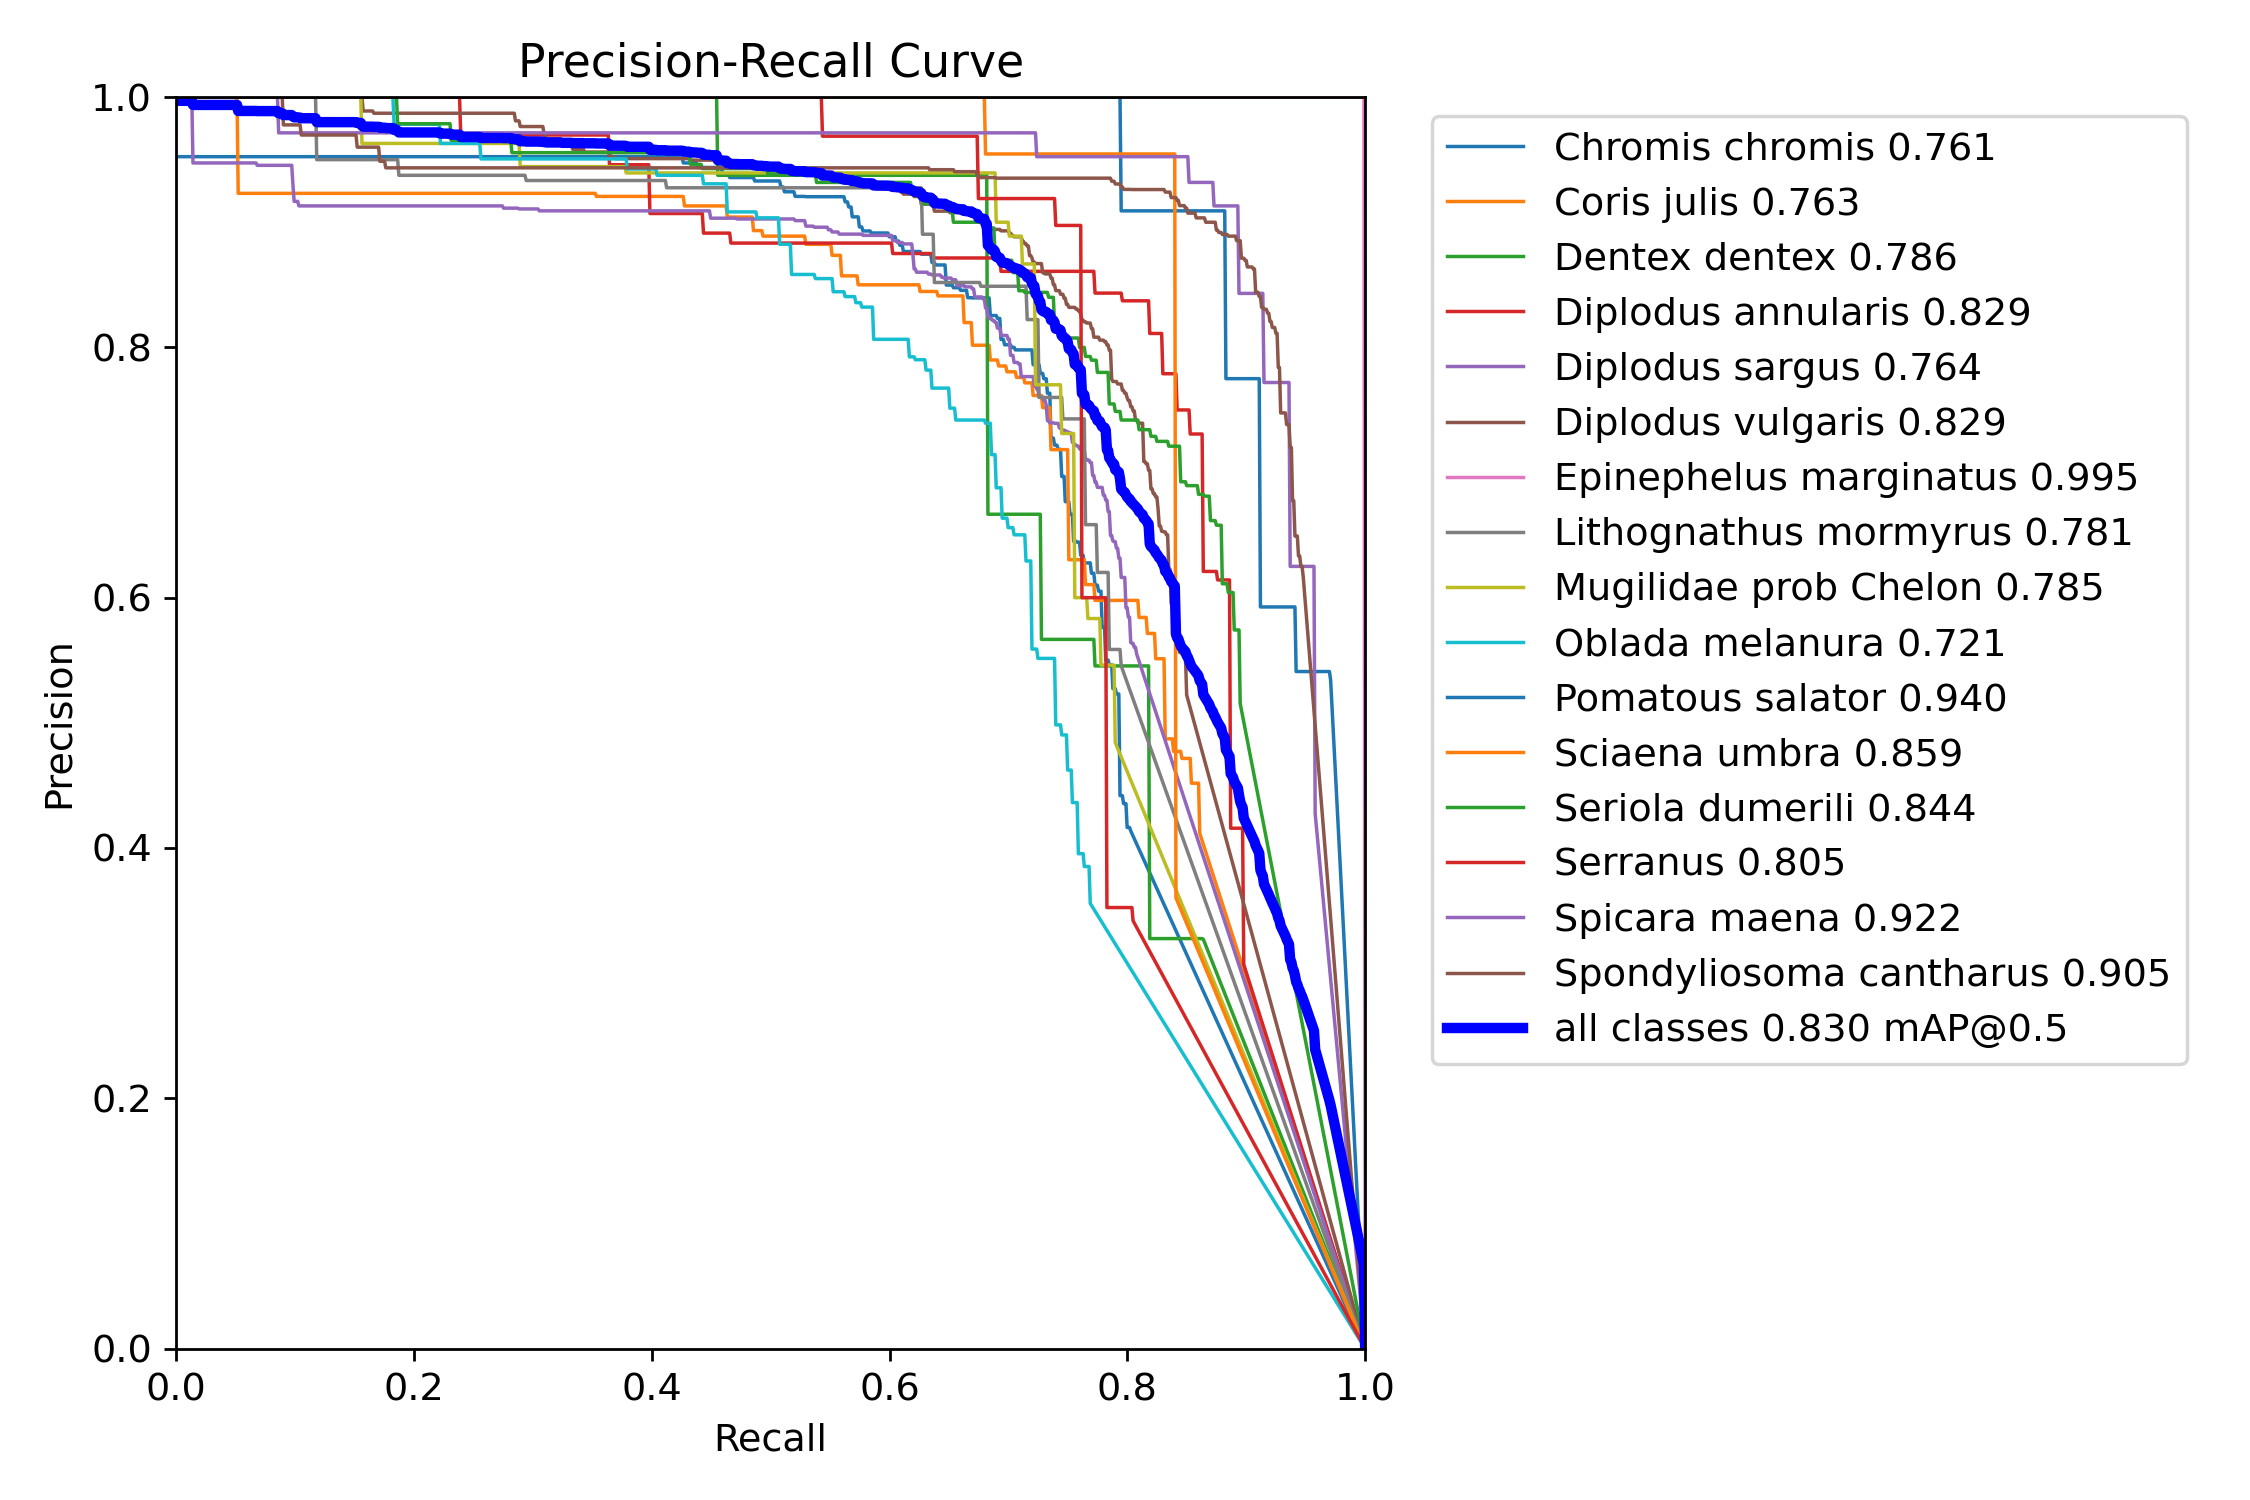 Precision-Recall Curve
1.0
0.8
0.6
0.4
0.2
0.0
Precision
0.0 0.2 0.4 0.6 0.8 1.0
Recall
Chromis chromis 0.761
Coris julis 0.763
Dentex dentex 0.786
Diplodus annularis 0.829
Diplodus sargus 0.764
Diplodus vulgaris 0.829
Epinephelus marginatus 0.995
Lithognathus mormyrus 0.781
Mugilidae prob Chelon 0.785
Oblada melanura 0.721
Pomatous salator 0.940
Sciaena umbra 0.859
Seriola dumerili 0.844
Serranus 0.805
Spicara maena 0.922
Spondyliosoma cantharus 0.905
all classes 0.830 mAP@0.5